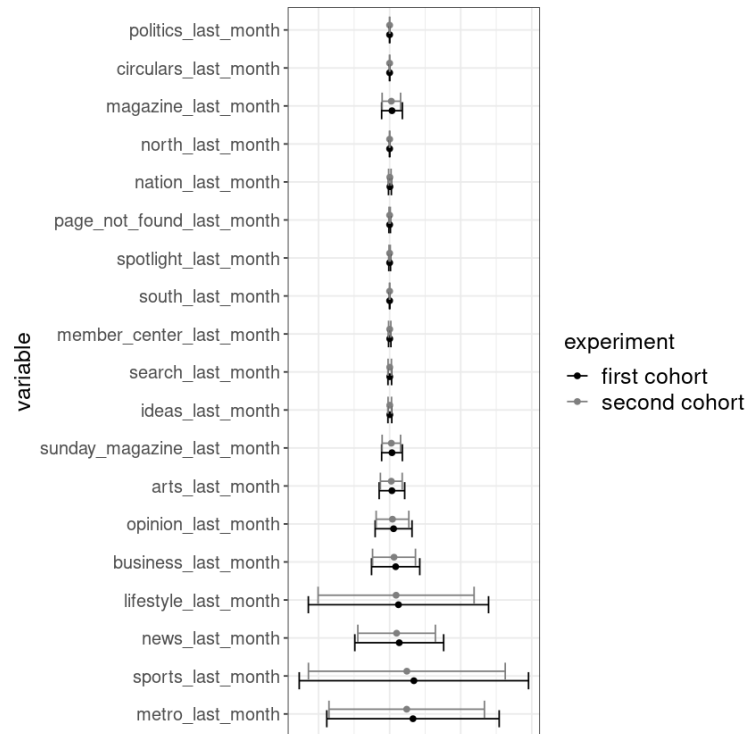 politics_last_month
circulars_last_month
magazine_last_month
north_last_month
nation_last_month
page_not_found_last_month
spotlight_last_month
south_last_month
member_center_last_month
search_last_month
ideas_last_month
sunday_magazine_last_month
arts_last_month
opinion_last_month
business_last_month
lifestyle_last_month
news_last_month
sports_last_month
metro_last_month
variable
experiment
first cohort
second cohort